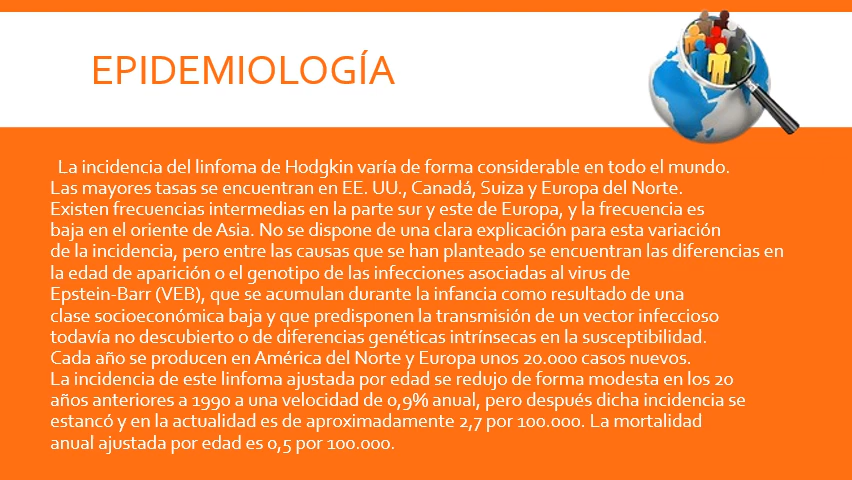 EPIDEMIOLOGÍA
La incidencia del linfoma de Hodgkin varía de forma considerable en todo el mundo.
Las mayores tasas se encuentran en EE. UU., Canadá, Suiza y Europa del Norte.
Existen frecuencias intermedias en la parte sur y este de Europa, y la frecuencia es
baja en el oriente de Asia. No se dispone de una clara explicación para esta variación
de la incidencia, pero entre las causas que se han planteado se encuentran las diferencias en
la edad de aparición o el genotipo de las infecciones asociadas al virus de
Epstein-Barr (VEB), que se acumulan durante la infancia como resultado de una
clase socioeconómica baja y que predisponen la transmisión de un vector infeccioso
todavía no descubierto o de diferencias genéticas intrínsecas en la susceptibilidad.
Cada año se producen en América del Norte y Europa unos 20.000 casos nuevos.
La incidencia de este linfoma ajustada por edad se redujo de forma modesta en los 20
años anteriores a 1990 a una velocidad de 0,9% anual, pero después dicha incidencia se
estancó y en la actualidad es de aproximadamente 2,7 por 100.000. La mortalidad
anual ajustada por edad es 0,5 por 100.000.